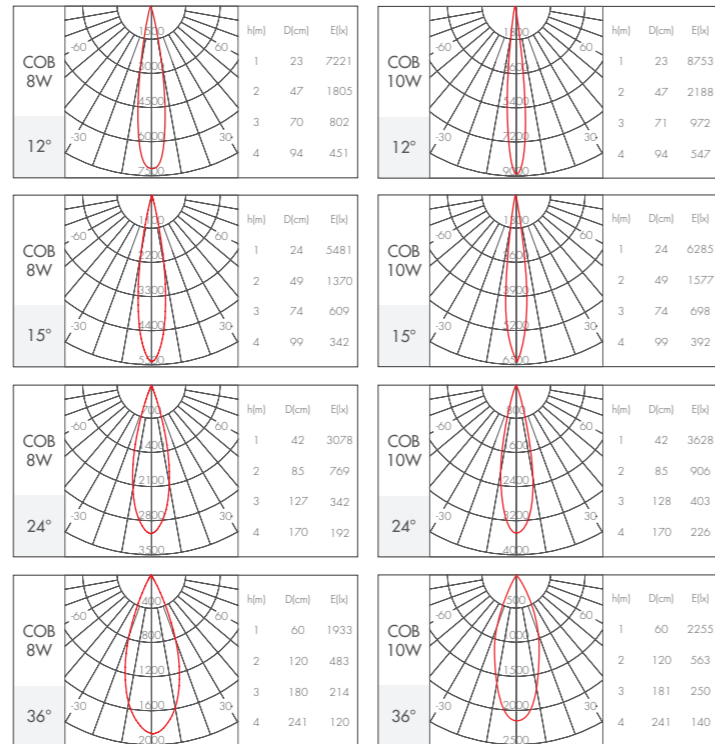 COB
8W
12°
-60
60
-30
30
1500
3000
4500
6000
7500
h(m) D(cm) E(lx)
1 23 7221
2 47 1805
3 70 802
4 94 451
COB
10W
12°
-60
60
-30
30
1800
3600
5400
7200
9000
h(m) D(cm) E(lx)
1 23 8753
2 47 2188
3 71 972
4 94 547
COB
8W
15°
-60
60
-30
30
1100
2200
3300
4400
5500
h(m) D(cm) E(lx)
1 24 5481
2 49 1370
3 74 609
4 99 342
COB
10W
15°
-60
60
-30
30
1300
2600
3900
5200
6500
h(m) D(cm) E(lx)
1 24 6285
2 49 1577
3 74 698
4 99 392
COB
8W
24°
-60
60
-30
30
700
1400
2100
2800
3500
h(m) D(cm) E(lx)
1 42 3078
2 85 769
3 127 342
4 170 192
COB
10W
24°
-60
60
-30
30
800
1600
2400
3200
4000
h(m) D(cm) E(lx)
1 42 3628
2 85 906
3 128 403
4 170 226
COB
8W
36°
-60
60
-30
30
400
800
1200
1600
2000
h(m) D(cm) E(lx)
1 60 1933
2 120 483
3 180 214
4 241 120
COB
10W
36°
-60
60
-30
30
500
1000
1500
2000
2500
h(m) D(cm) E(lx)
1 60 2255
2 120 563
3 181 250
4 241 140